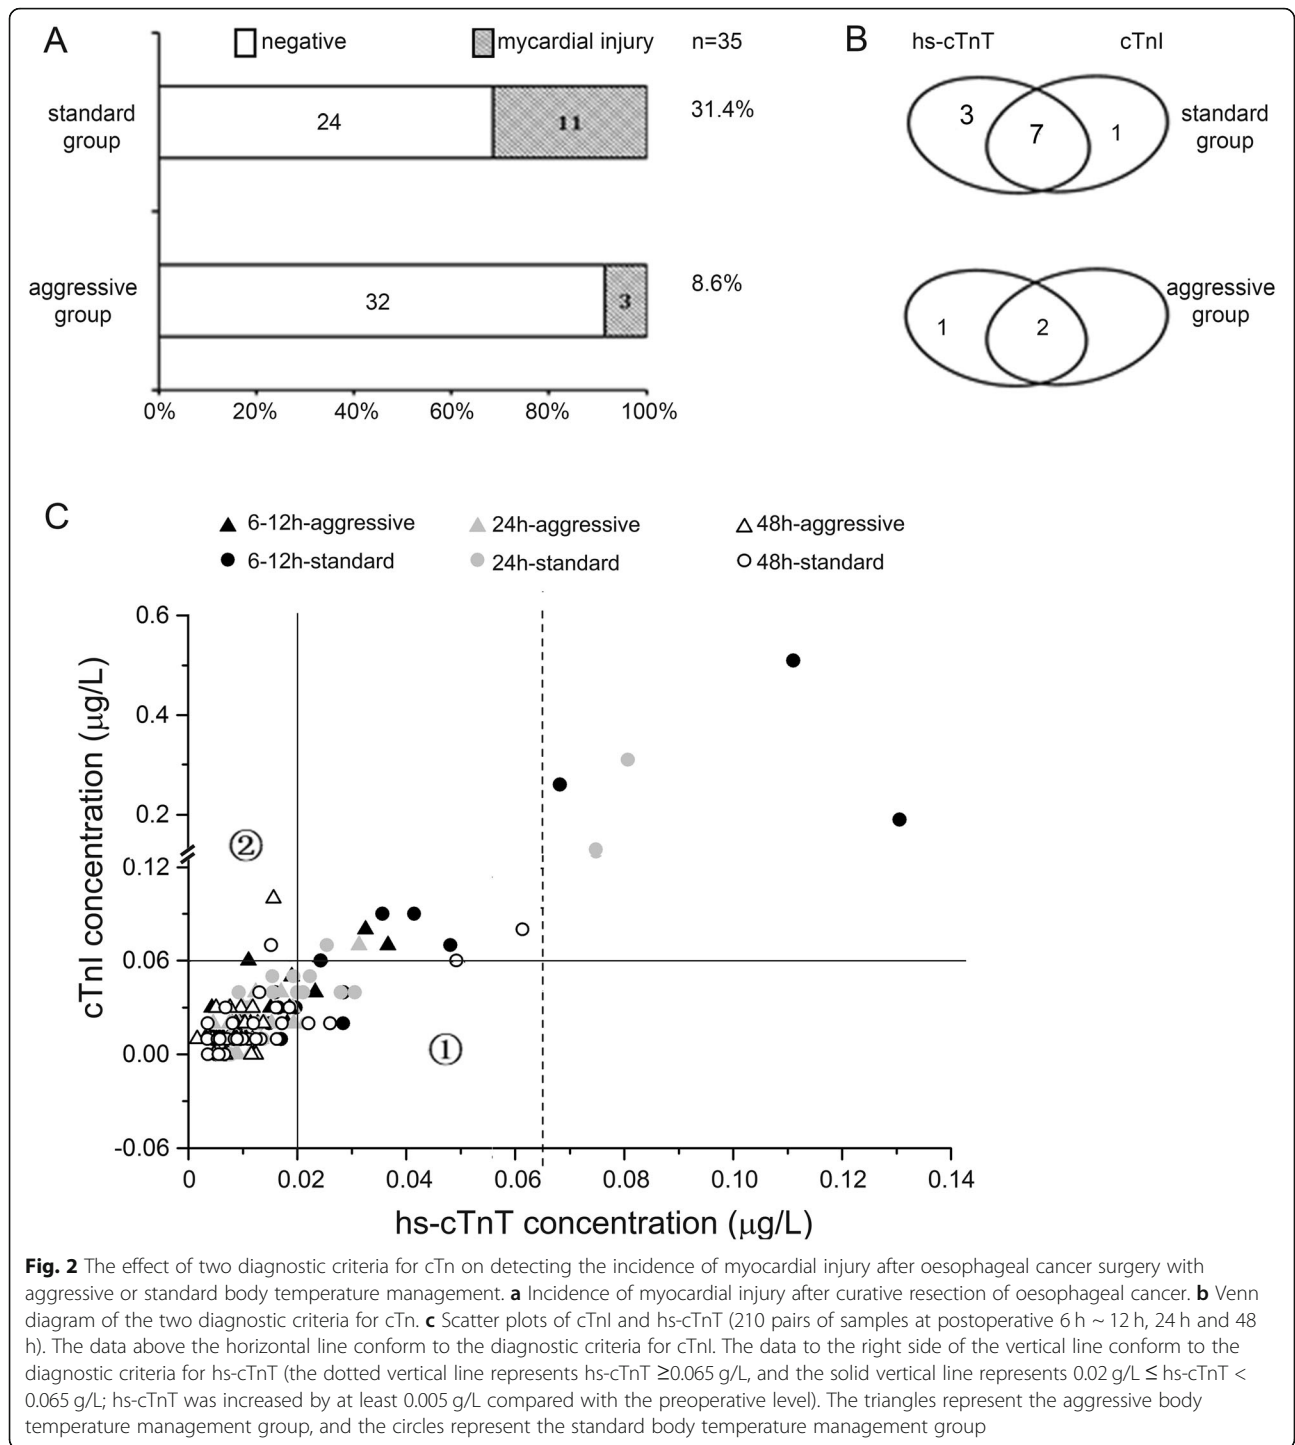 A
negative
mycardial injury
n=35
standard
group
24
11
31.4%
aggressive
group
32
3
8.6%
0%
20%
40%
60%
80%
100%
B
hs-cTnT
cTnI
3
7
1
standard
group
1
2
aggressive
group
C
6-12h-aggressive
24h-aggressive
48h-aggressive
6-12h-standard
24h-standard
48h-standard
cTnI concentration (μg/L)
0.6
0.4
0.2
0.12
0.06
0.00
-0.06
②
①
0
0.02
0.04
0.06
0.08
0.10
0.12
0.14
hs-cTnT concentration (μg/L)
Fig. 2 The effect of two diagnostic criteria for cTn on detecting the incidence of myocardial injury after oesophageal cancer surgery with
aggressive or standard body temperature management. a Incidence of myocardial injury after curative resection of oesophageal cancer. b Venn
diagram of the two diagnostic criteria for cTn. c Scatter plots of cTnI and hs-cTnT (210 pairs of samples at postoperative 6 h ~ 12 h, 24 h and 48
h). The data above the horizontal line conform to the diagnostic criteria for cTnI. The data to the right side of the vertical line conform to the
diagnostic criteria for hs-cTnT (the dotted vertical line represents hs-cTnT ≥0.065 g/L, and the solid vertical line represents 0.02 g/L ≤ hs-cTnT <
0.065 g/L; hs-cTnT was increased by at least 0.005 g/L compared with the preoperative level). The triangles represent the aggressive body
temperature management group, and the circles represent the standard body temperature management group